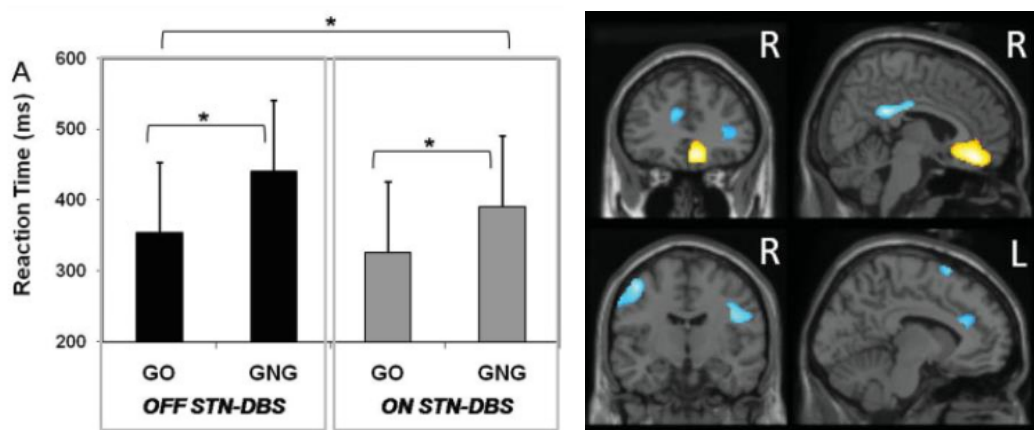 *
A
Reaction Time (ms)
600
500
400
300
200
*
*
GO GNG GO GNG
OFF STN-DBS ON STN-DBS
R R
R L